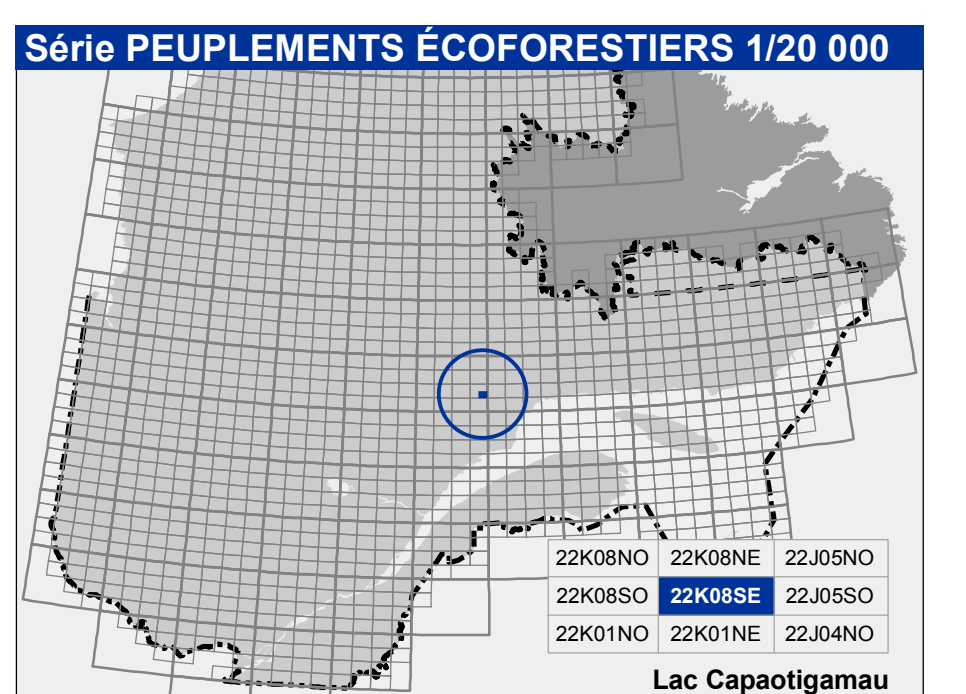 Série PEUPLEMENTS ÉCOFORESTIERS 1/20 000
22K08NO 22K08NE 22J05NO
22K08SO 22K08SE 22J05SO
22K01NO 22K01NE 22J04NO
Lac Capaotigamau